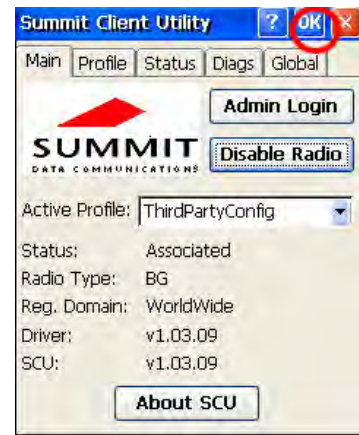 Summit Client Utility ? OK ×
Main Profile Status Diags Global
Admin Login
SUMMIT
DATA COMMUNICATIONS
Disable Radio
Active Profile: ThirdPartyConfig
Status: Associated
Radio Type: BG
Reg. Domain: WorldWide
Driver: v1.03.09
SCU: v1.03.09
About SCU